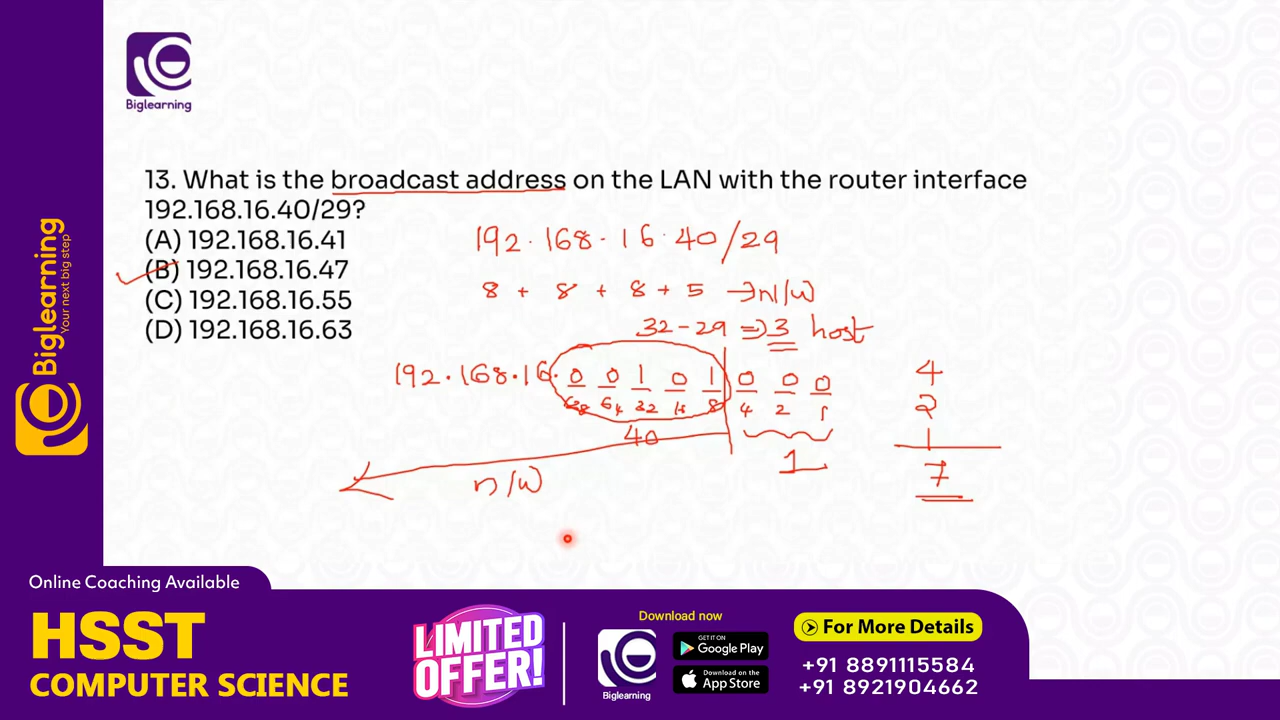 Biglearning
13. What is the broadcast address on the LAN with the router interface
192.168.16.40/29?
(A) 192.168.16.41
(B) 192.168.16.47
(C) 192.168.16.55
(D) 192.168.16.63
192.168.16.40/29
8 + 8 + 8 + 5 → N/W
32-29 ⇒ 3 host
192.168.16. 0 0 1 0 1 0 0 0
128 64 32 16 8 4 2 1
40
1
n/w
4
2
1
7
Biglearning
Your next big step
Online Coaching Available
HSST
COMPUTER SCIENCE
LIMITED
OFFER!
Download now
Biglearning
GET IT ON
Google Play
Download on the
App Store
For More Details
+91 8891115584
+91 8921904662